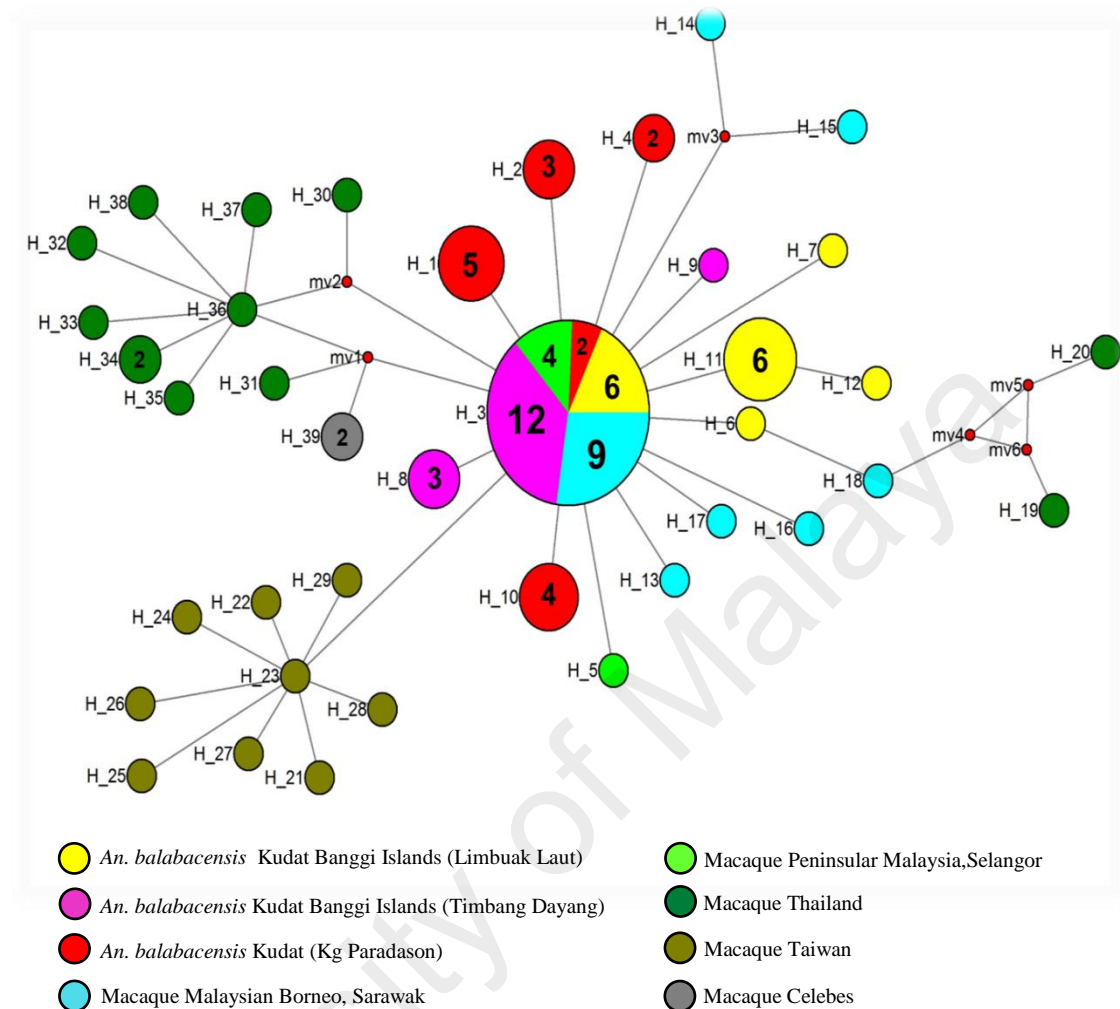 H_14
mv3
H_15
H_4 2
H_2 3
H_38
H_37
H_30
H_32
H_9
H_7
H_1 5
mv2
H_36
H_33
H_34 2
mv1
H_35
H_31
H_39 2
H_3
4
2
6
12
9
H_11 6
H_12
H_20
mv5
H_6
mv4
mv6
H_8 3
H_18
H_19
H_17
H_16
H_13
H_10 4
H_5
H_29
H_22
H_24
H_23
H_26
H_28
H_27
H_25
H_21
An. balabacensis Kudat Banggi Islands (Limbuak Laut)
An. balabacensis Kudat Banggi Islands (Timbang Dayang)
An. balabacensis Kudat (Kg Paradason)
Macaque Malaysian Borneo, Sarawak
Macaque Peninsular Malaysia,Selangor
Macaque Thailand
Macaque Taiwan
Macaque Celebes
ity of Malaya